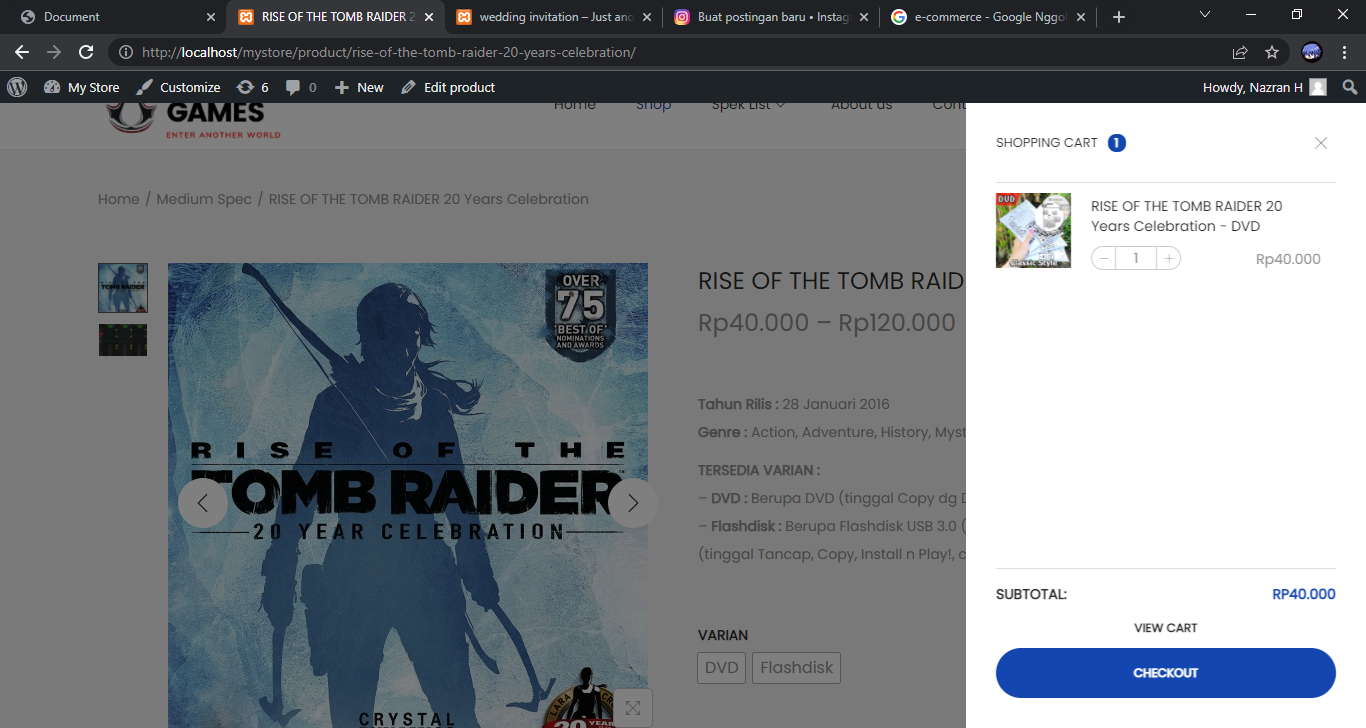 Document
RISE OF THE TOMB RAIDER 2
wedding invitation – Just ano
Buat postingan baru • Instag
e-commerce - Google Nggol
http://localhost/mystore/product/rise-of-the-tomb-raider-20-years-celebration/
My Store
Customize
6
0
New
Edit product
Howdy, Nazran H
GAMES
ENTER ANOTHER WORLD
Home
Shop
Spek List
About us
Cont
Home / Medium Spec / RISE OF THE TOMB RAIDER 20 Years Celebration
OVER
75
BEST OF
NOMINATIONS
AND AWARDS
RISE OF THE
TOMB RAIDER
20 YEAR CELEBRATION
CRYSTAL
LARA CRO
20 YEAR
RISE OF THE TOMB RAID
Rp40.000 – Rp120.000
Tahun Rilis : 28 Januari 2016
Genre : Action, Adventure, History, Myst
TERSEDIA VARIAN :
– DVD : Berupa DVD (tinggal Copy dg D
– Flashdisk : Berupa Flashdisk USB 3.0 (
(tinggal Tancap, Copy, Install n Play!, c
VARIAN
DVD
Flashdisk
SHOPPING CART 1
DVD
Classic Style
RISE OF THE TOMB RAIDER 20
Years Celebration - DVD
− 1 +
Rp40.000
SUBTOTAL:
RP40.000
VIEW CART
CHECKOUT